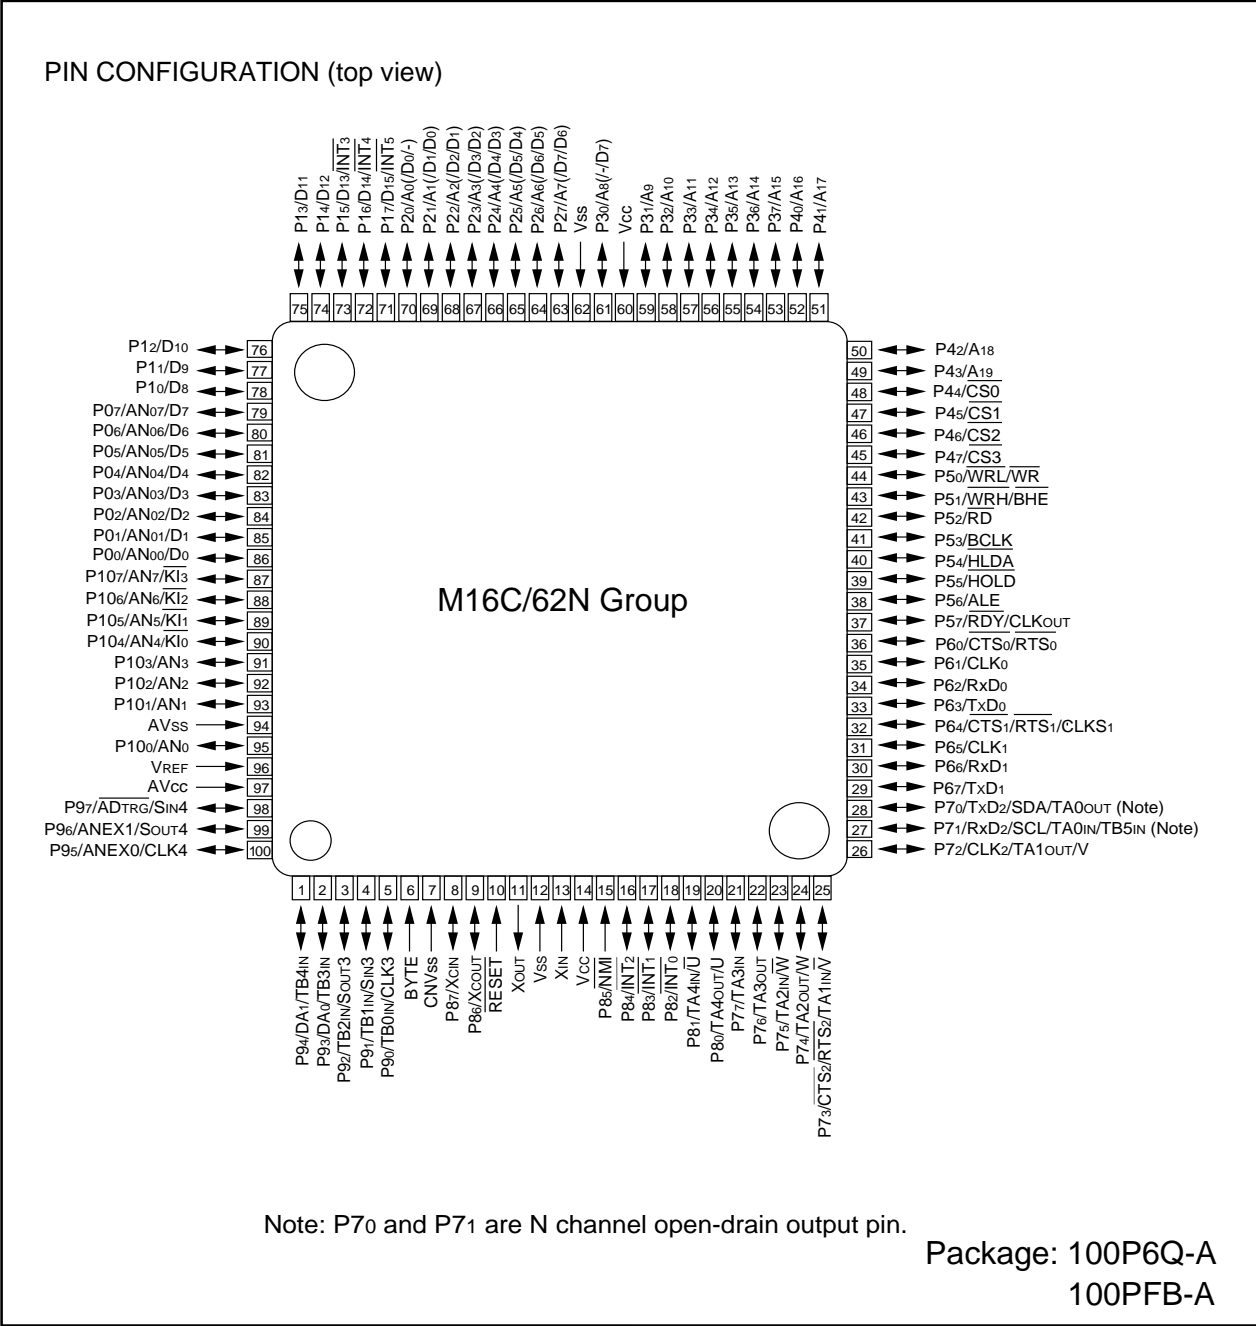 PIN CONFIGURATION (top view)
P13/D11
P14/D12
P15/D13/INT3
P16/D14/INT4
P17/D15/INT5
P20/A0(/D0/-)
P21/A1(/D1/D0)
P22/A2(/D2/D1)
P23/A3(/D3/D2)
P24/A4(/D4/D3)
P25/A5(/D5/D4)
P26/A6(/D6/D5)
P27/A7(/D7/D6)
Vss
P30/A8(/-/D7)
Vcc
P31/A9
P32/A10
P33/A11
P34/A12
P35/A13
P36/A14
P37/A15
P40/A16
P41/A17
75 74 73 72 71 70 69 68 67 66 65 64 63 62 61 60 59 58 57 56 55 54 53 52 51
P12/D10 76
P11/D9 77
P10/D8 78
P07/AN07/D7 79
P06/AN06/D6 80
P05/AN05/D5 81
P04/AN04/D4 82
P03/AN03/D3 83
P02/AN02/D2 84
P01/AN01/D1 85
P00/AN00/D0 86
P107/AN7/KI3 87
P106/AN6/KI2 88
P105/AN5/KI1 89
P104/AN4/KI0 90
P103/AN3 91
P102/AN2 92
P101/AN1 93
AVss 94
P100/AN0 95
VREF 96
AVcc 97
P97/ADTRG/SIN4 98
P96/ANEX1/SOUT4 99
P95/ANEX0/CLK4 100
M16C/62N Group
50 P42/A18
49 P43/A19
48 P44/CS0
47 P45/CS1
46 P46/CS2
45 P47/CS3
44 P50/WRL/WR
43 P51/WRH/BHE
42 P52/RD
41 P53/BCLK
40 P54/HLDA
39 P55/HOLD
38 P56/ALE
37 P57/RDY/CLKOUT
36 P60/CTS0/RTS0
35 P61/CLK0
34 P62/RxD0
33 P63/TxD0
32 P64/CTS1/RTS1/CLKS1
31 P65/CLK1
30 P66/RxD1
29 P67/TxD1
28 P70/TxD2/SDA/TA0OUT (Note)
27 P71/RxD2/SCL/TA0IN/TB5IN (Note)
26 P72/CLK2/TA1OUT/V
1 2 3 4 5 6 7 8 9 10 11 12 13 14 15 16 17 18 19 20 21 22 23 24 25
P94/DA1/TB4IN
P93/DA0/TB3IN
P92/TB2IN/SOUT3
P91/TB1IN/SIN3
P90/TB0IN/CLK3
BYTE
CNVss
P87/XCIN
P86/XCOUT
RESET
XOUT
Vss
XIN
Vcc
P85/NMI
P84/INT2
P83/INT1
P82/INT0
P81/TA4IN/U
P80/TA4OUT/U
P77/TA3IN
P76/TA3OUT
P75/TA2IN/W
P74/TA2OUT/W
P73/CTS2/RTS2/TA1IN/V
Note: P70 and P71 are N channel open-drain output pin.
Package: 100P6Q-A
100PFB-A